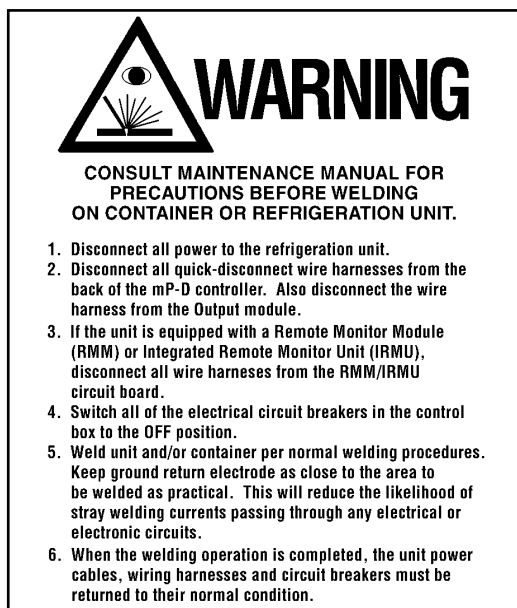 WARNING
CONSULT MAINTENANCE MANUAL FOR
PRECAUTIONS BEFORE WELDING
ON CONTAINER OR REFRIGERATION UNIT.
1. Disconnect all power to the refrigeration unit.
2. Disconnect all quick-disconnect wire harnesses from the
back of the mP-D controller. Also disconnect the wire
harness from the Output module.
3. If the unit is equipped with a Remote Monitor Module
(RMM) or Integrated Remote Monitor Unit (IRMU),
disconnect all wire harneses from the RMM/IRMU
circuit board.
4. Switch all of the electrical circuit breakers in the control
box to the OFF position.
5. Weld unit and/or container per normal welding procedures.
Keep ground return electrode as close to the area to
be welded as practical. This will reduce the likelihood of
stray welding currents passing through any electrical or
electronic circuits.
6. When the welding operation is completed, the unit power
cables, wiring harnesses and circuit breakers must be
returned to their normal condition.